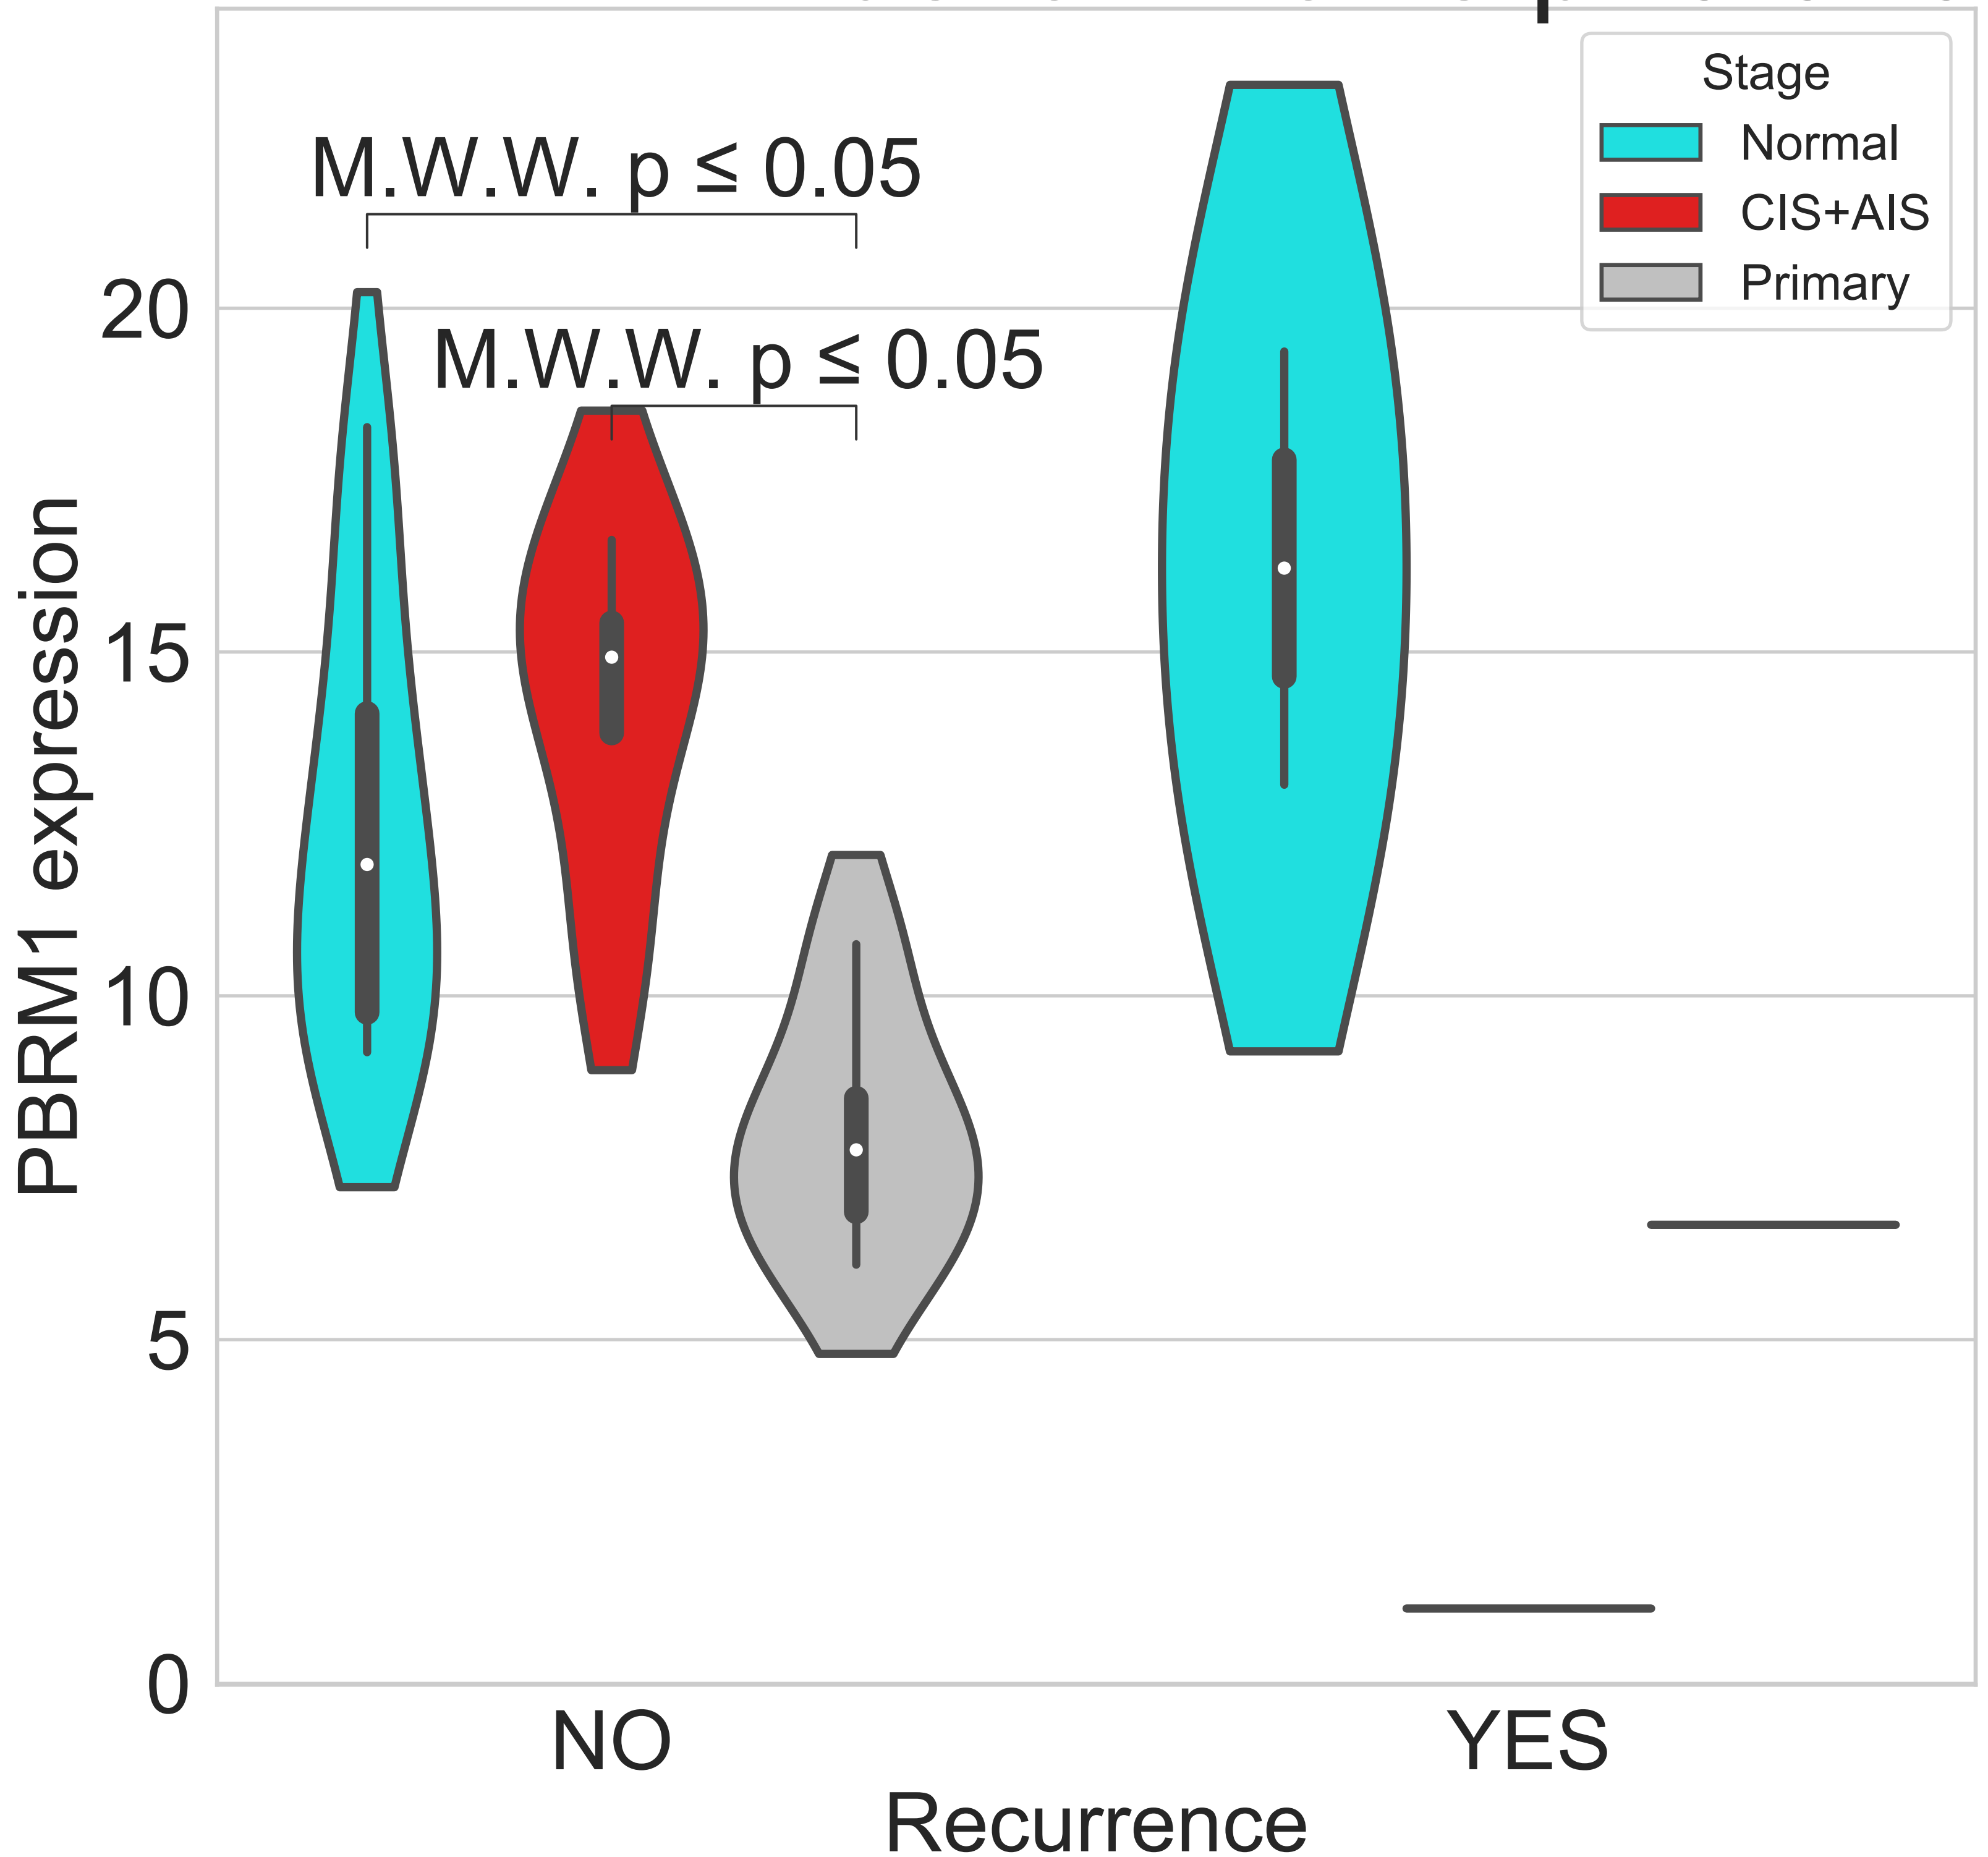 Stage
Normal
CIS+AIS
Primary
M.W.W. p ≤ 0.05
M.W.W. p ≤ 0.05
PBRM1 expression
20
15
10
5
0
NO
YES
Recurrence